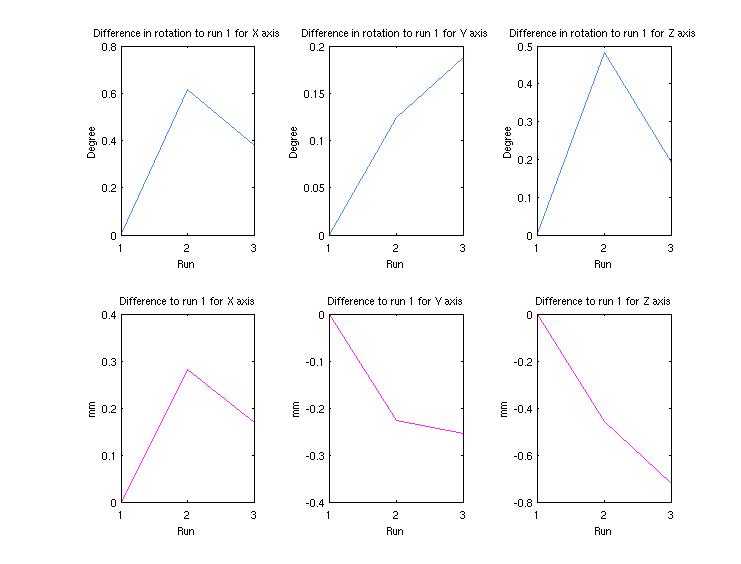 Difference in rotation to run 1 for X axis
0.8
0.6
0.4
0.2
0
Degree
1 2 3
Run
Difference in rotation to run 1 for Y axis
0.2
0.15
0.1
0.05
0
Degree
1 2 3
Run
Difference in rotation to run 1 for Z axis
0.5
0.4
0.3
0.2
0.1
0
Degree
1 2 3
Run
Difference to run 1 for X axis
0.4
0.3
0.2
0.1
0
mm
1 2 3
Run
Difference to run 1 for Y axis
0
-0.1
-0.2
-0.3
-0.4
mm
1 2 3
Run
Difference to run 1 for Z axis
0
-0.2
-0.4
-0.6
-0.8
mm
1 2 3
Run